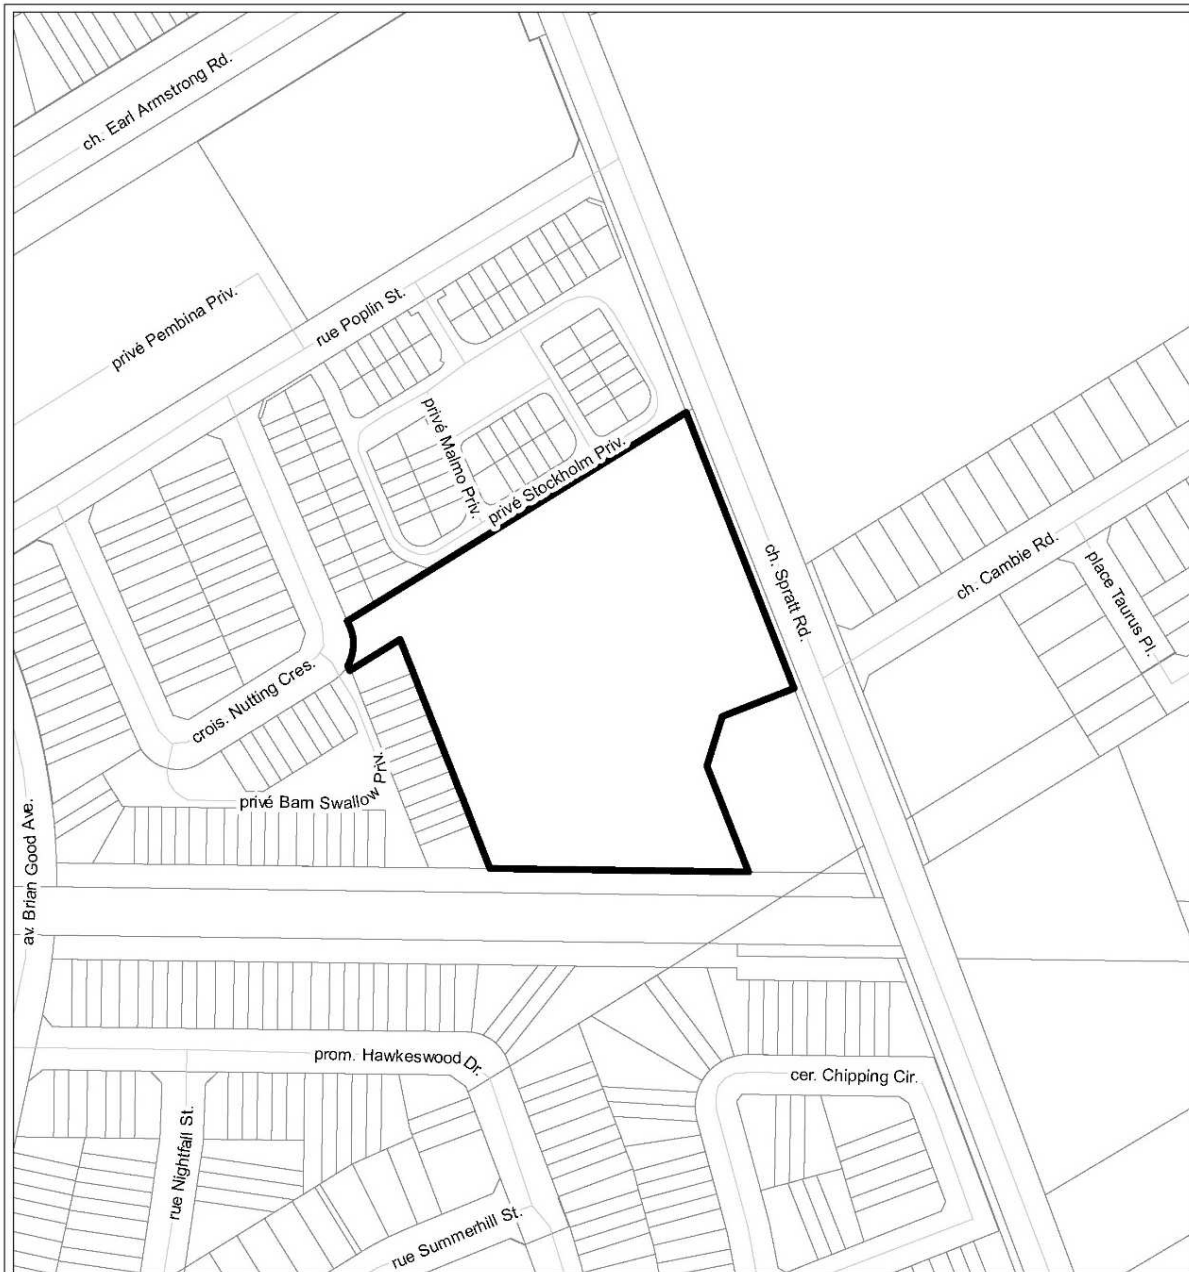 ch. Earl Armstrong Rd.
privé Pembina Priv.
rue Poplin St.
privé Malmo Priv.
privé Stockholm Priv.
ch. Spratt Rd.
ch. Cambie Rd.
place Taurus Pl.
crois. Nutting Cres.
privé Barn Swallow Priv.
av. Brian Good Ave.
prom. Hawkeswood Dr.
cer. Chipping Cir.
rue Nightfall St.
rue Summerhill St.